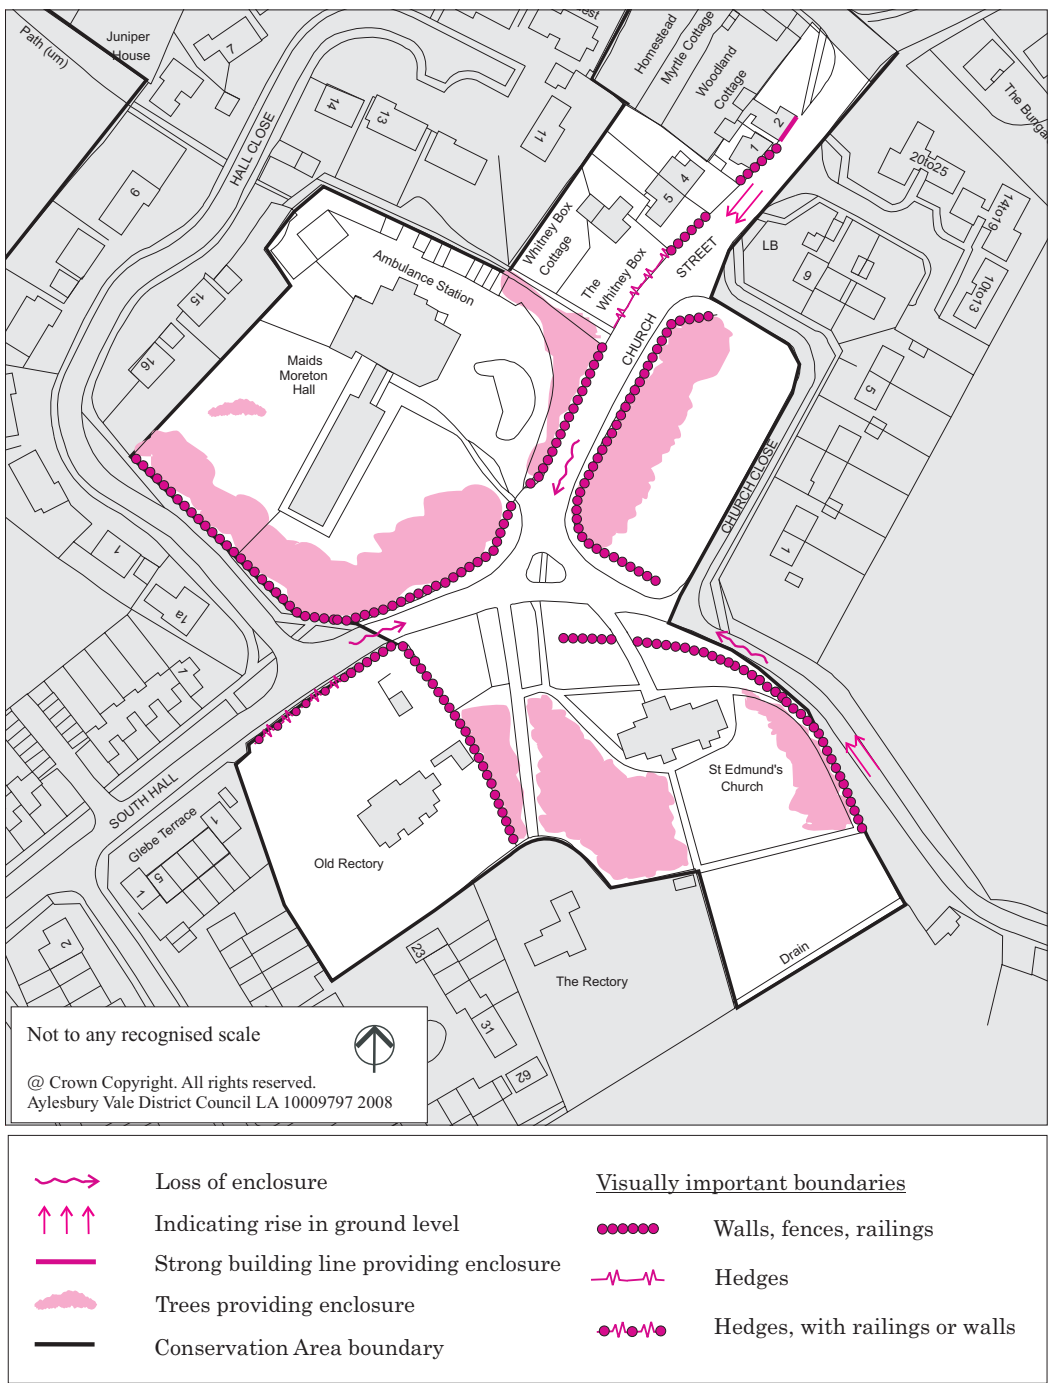 Path (um)
Juniper
House
7
HALL CLOSE
14
13
11
9
15
16
Homestead
Myrtle Cottage
Woodland
Cottage
2
1
4
5
Whitney Box
Cottage
The
Whitney Box
CHURCH
STREET
LB
The Bungal
20to25
14to19
10to13
6
5
CHURCH CLOSE
1
Ambulance Station
Maids
Moreton
Hall
1
1a
1
SOUTH HALL
Glebe Terrace
1
5
1
2
Old Rectory
St Edmund's
Church
The Rectory
Drain
23
31
62
Not to any recognised scale
@ Crown Copyright. All rights reserved.
Aylesbury Vale District Council LA 10009797 2008
Loss of enclosure
Indicating rise in ground level
Strong building line providing enclosure
Trees providing enclosure
Conservation Area boundary
Visually important boundaries
Walls, fences, railings
Hedges
Hedges, with railings or walls